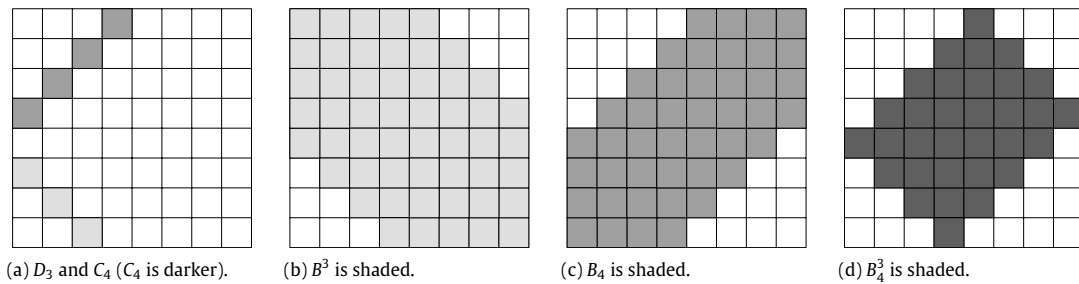 (a) D₃ and C₄ (C₄ is darker).
(b) B³ is shaded.
(c) B₄ is shaded.
(d) B₄³ is shaded.